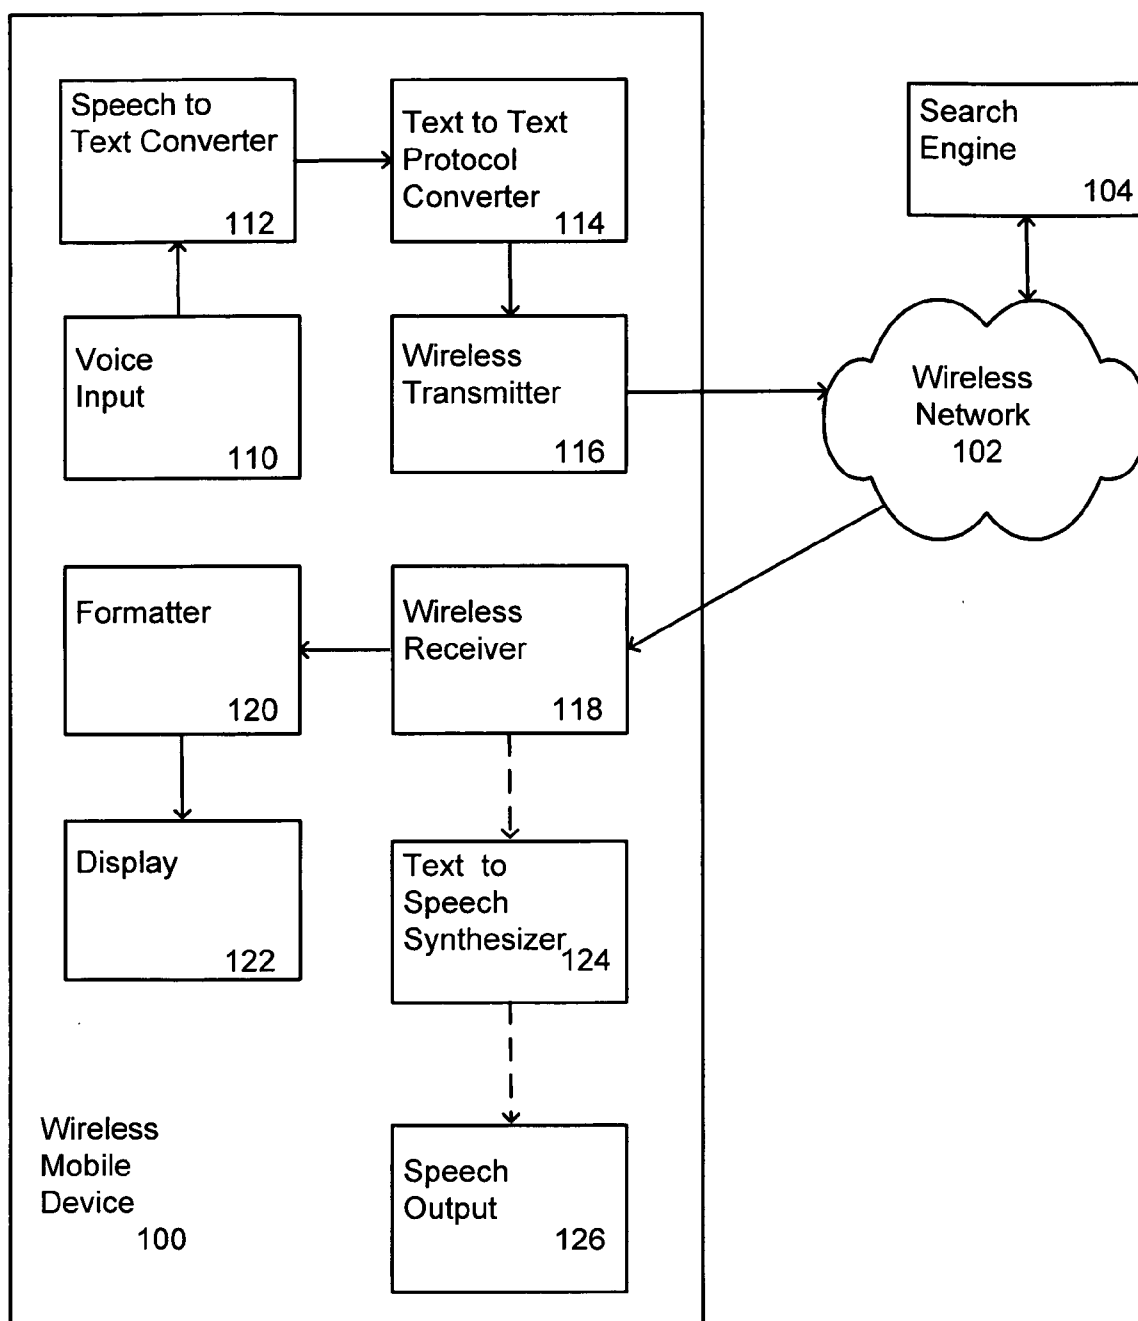 Speech to
Text Converter
112
Text to Text
Protocol
Converter
114
Search
Engine
104
Voice
Input
110
Wireless
Transmitter
116
Wireless
Network
102
Formatter
120
Wireless
Receiver
118
Display
122
Text to
Speech
Synthesizer
124
Wireless
Mobile
Device
100
Speech
Output
126